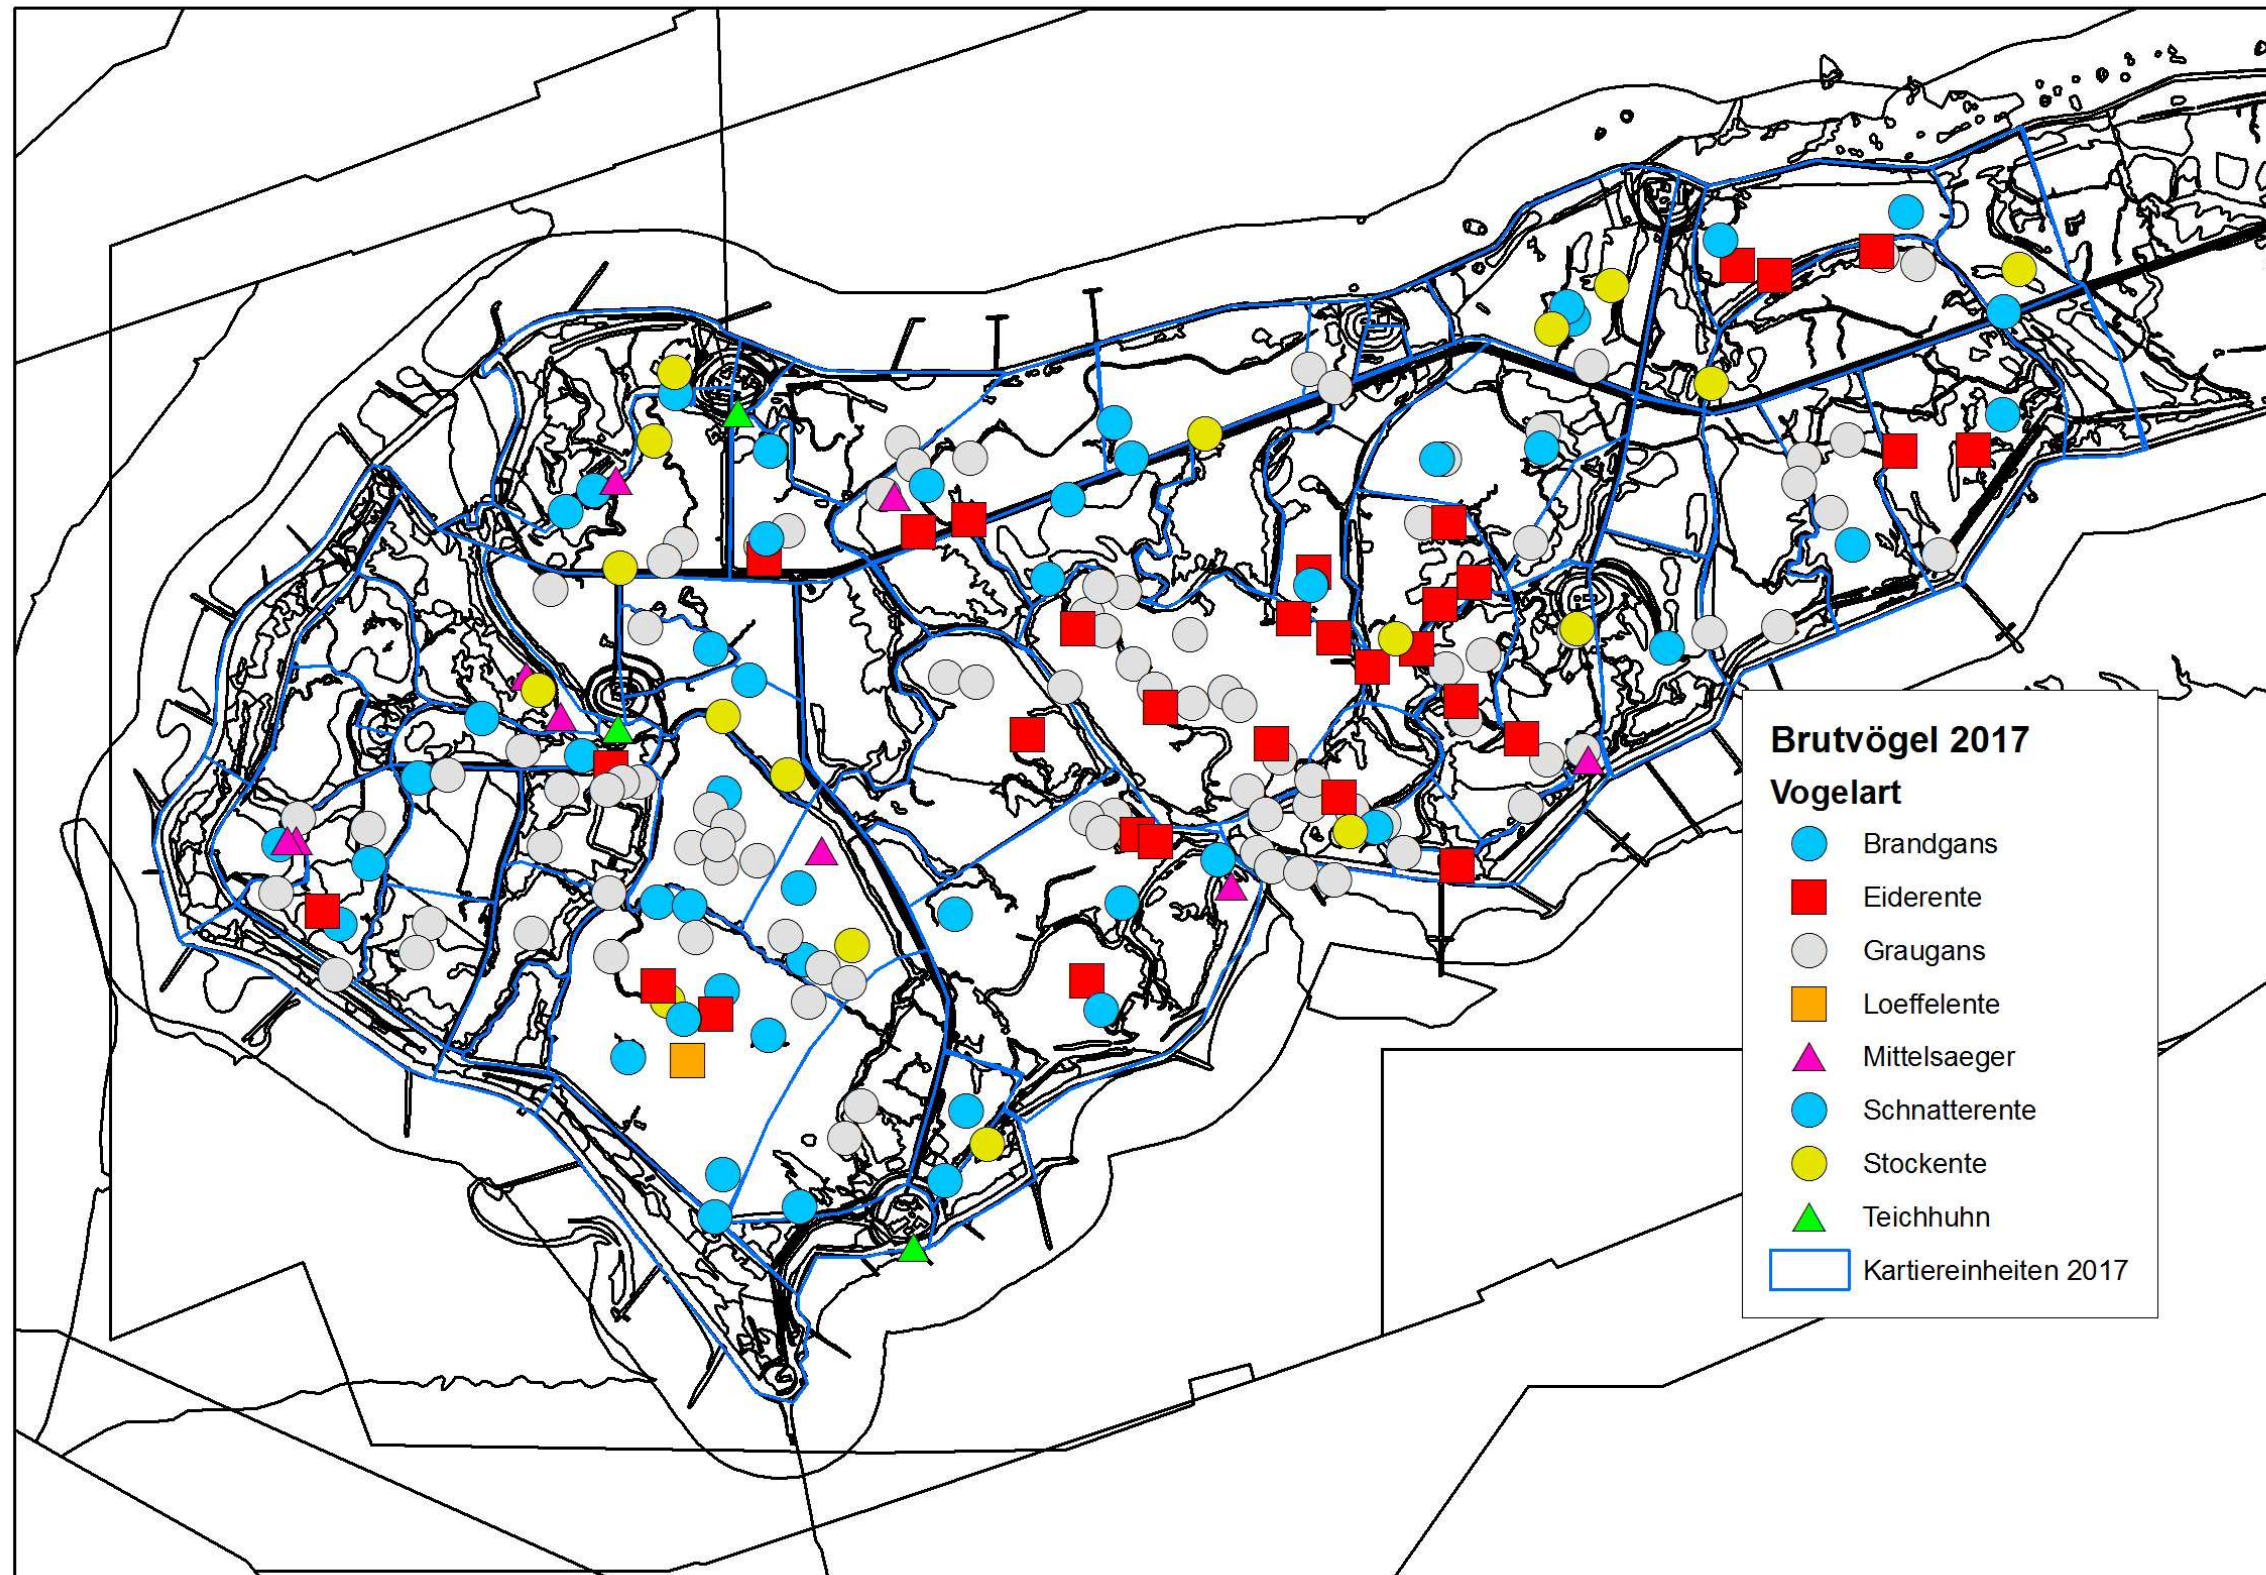 Brutvögel 2017
Vogelart
Brandgans
Eiderente
Graugans
Loeffelente
Mittelsaeger
Schnatterente
Stockente
Teichhuhn
Kartiereinheiten 2017